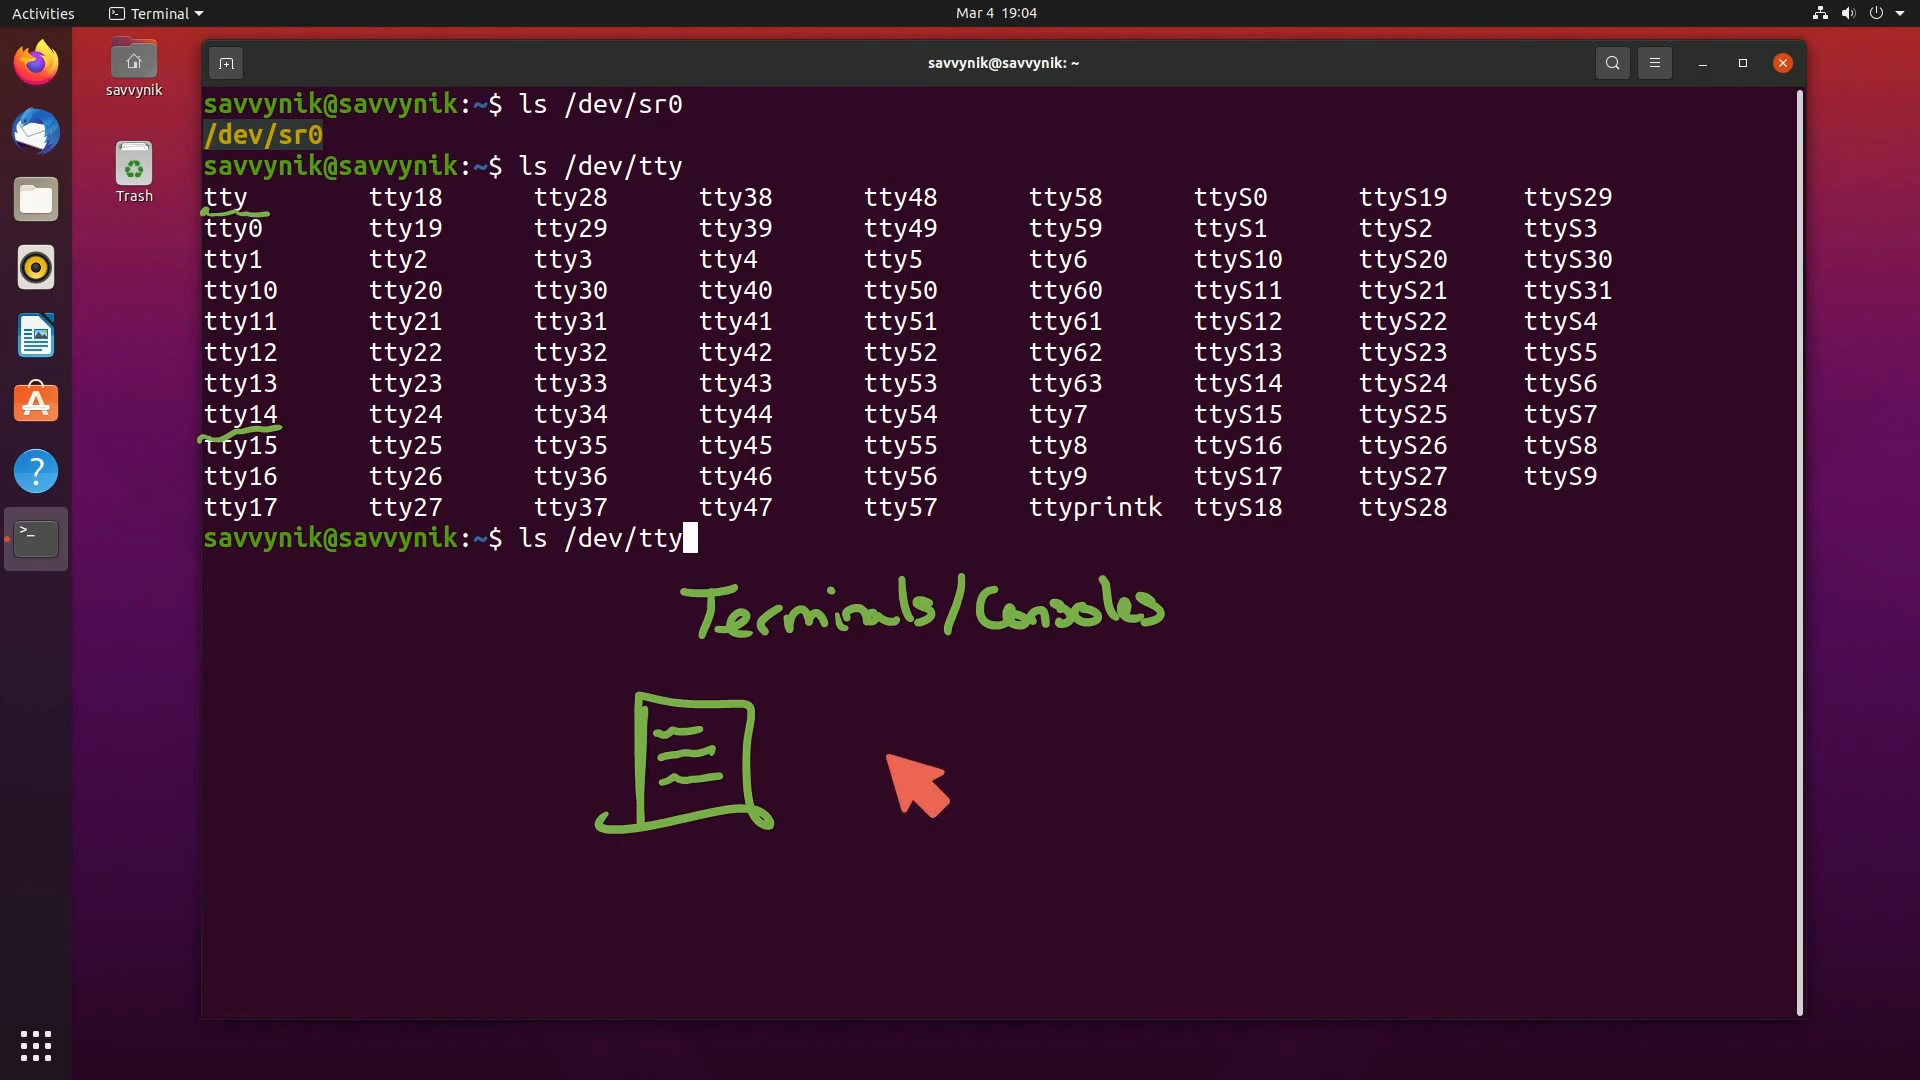 Activities Terminal Mar 4 19:04
savvynik@savvynik: ~
savvynik
Trash
savvynik@savvynik:~$ ls /dev/sr0
/dev/sr0
savvynik@savvynik:~$ ls /dev/tty
tty tty18 tty28 tty38 tty48 tty58 ttyS0 ttyS19 ttyS29
tty0 tty19 tty29 tty39 tty49 tty59 ttyS1 ttyS2 ttyS3
tty1 tty2 tty3 tty4 tty5 tty6 ttyS10 ttyS20 ttyS30
tty10 tty20 tty30 tty40 tty50 tty60 ttyS11 ttyS21 ttyS31
tty11 tty21 tty31 tty41 tty51 tty61 ttyS12 ttyS22 ttyS4
tty12 tty22 tty32 tty42 tty52 tty62 ttyS13 ttyS23 ttyS5
tty13 tty23 tty33 tty43 tty53 tty63 ttyS14 ttyS24 ttyS6
tty14 tty24 tty34 tty44 tty54 tty7 ttyS15 ttyS25 ttyS7
tty15 tty25 tty35 tty45 tty55 tty8 ttyS16 ttyS26 ttyS8
tty16 tty26 tty36 tty46 tty56 tty9 ttyS17 ttyS27 ttyS9
tty17 tty27 tty37 tty47 tty57 ttyprintk ttyS18 ttyS28
savvynik@savvynik:~$ ls /dev/tty
Terminals/Consoles